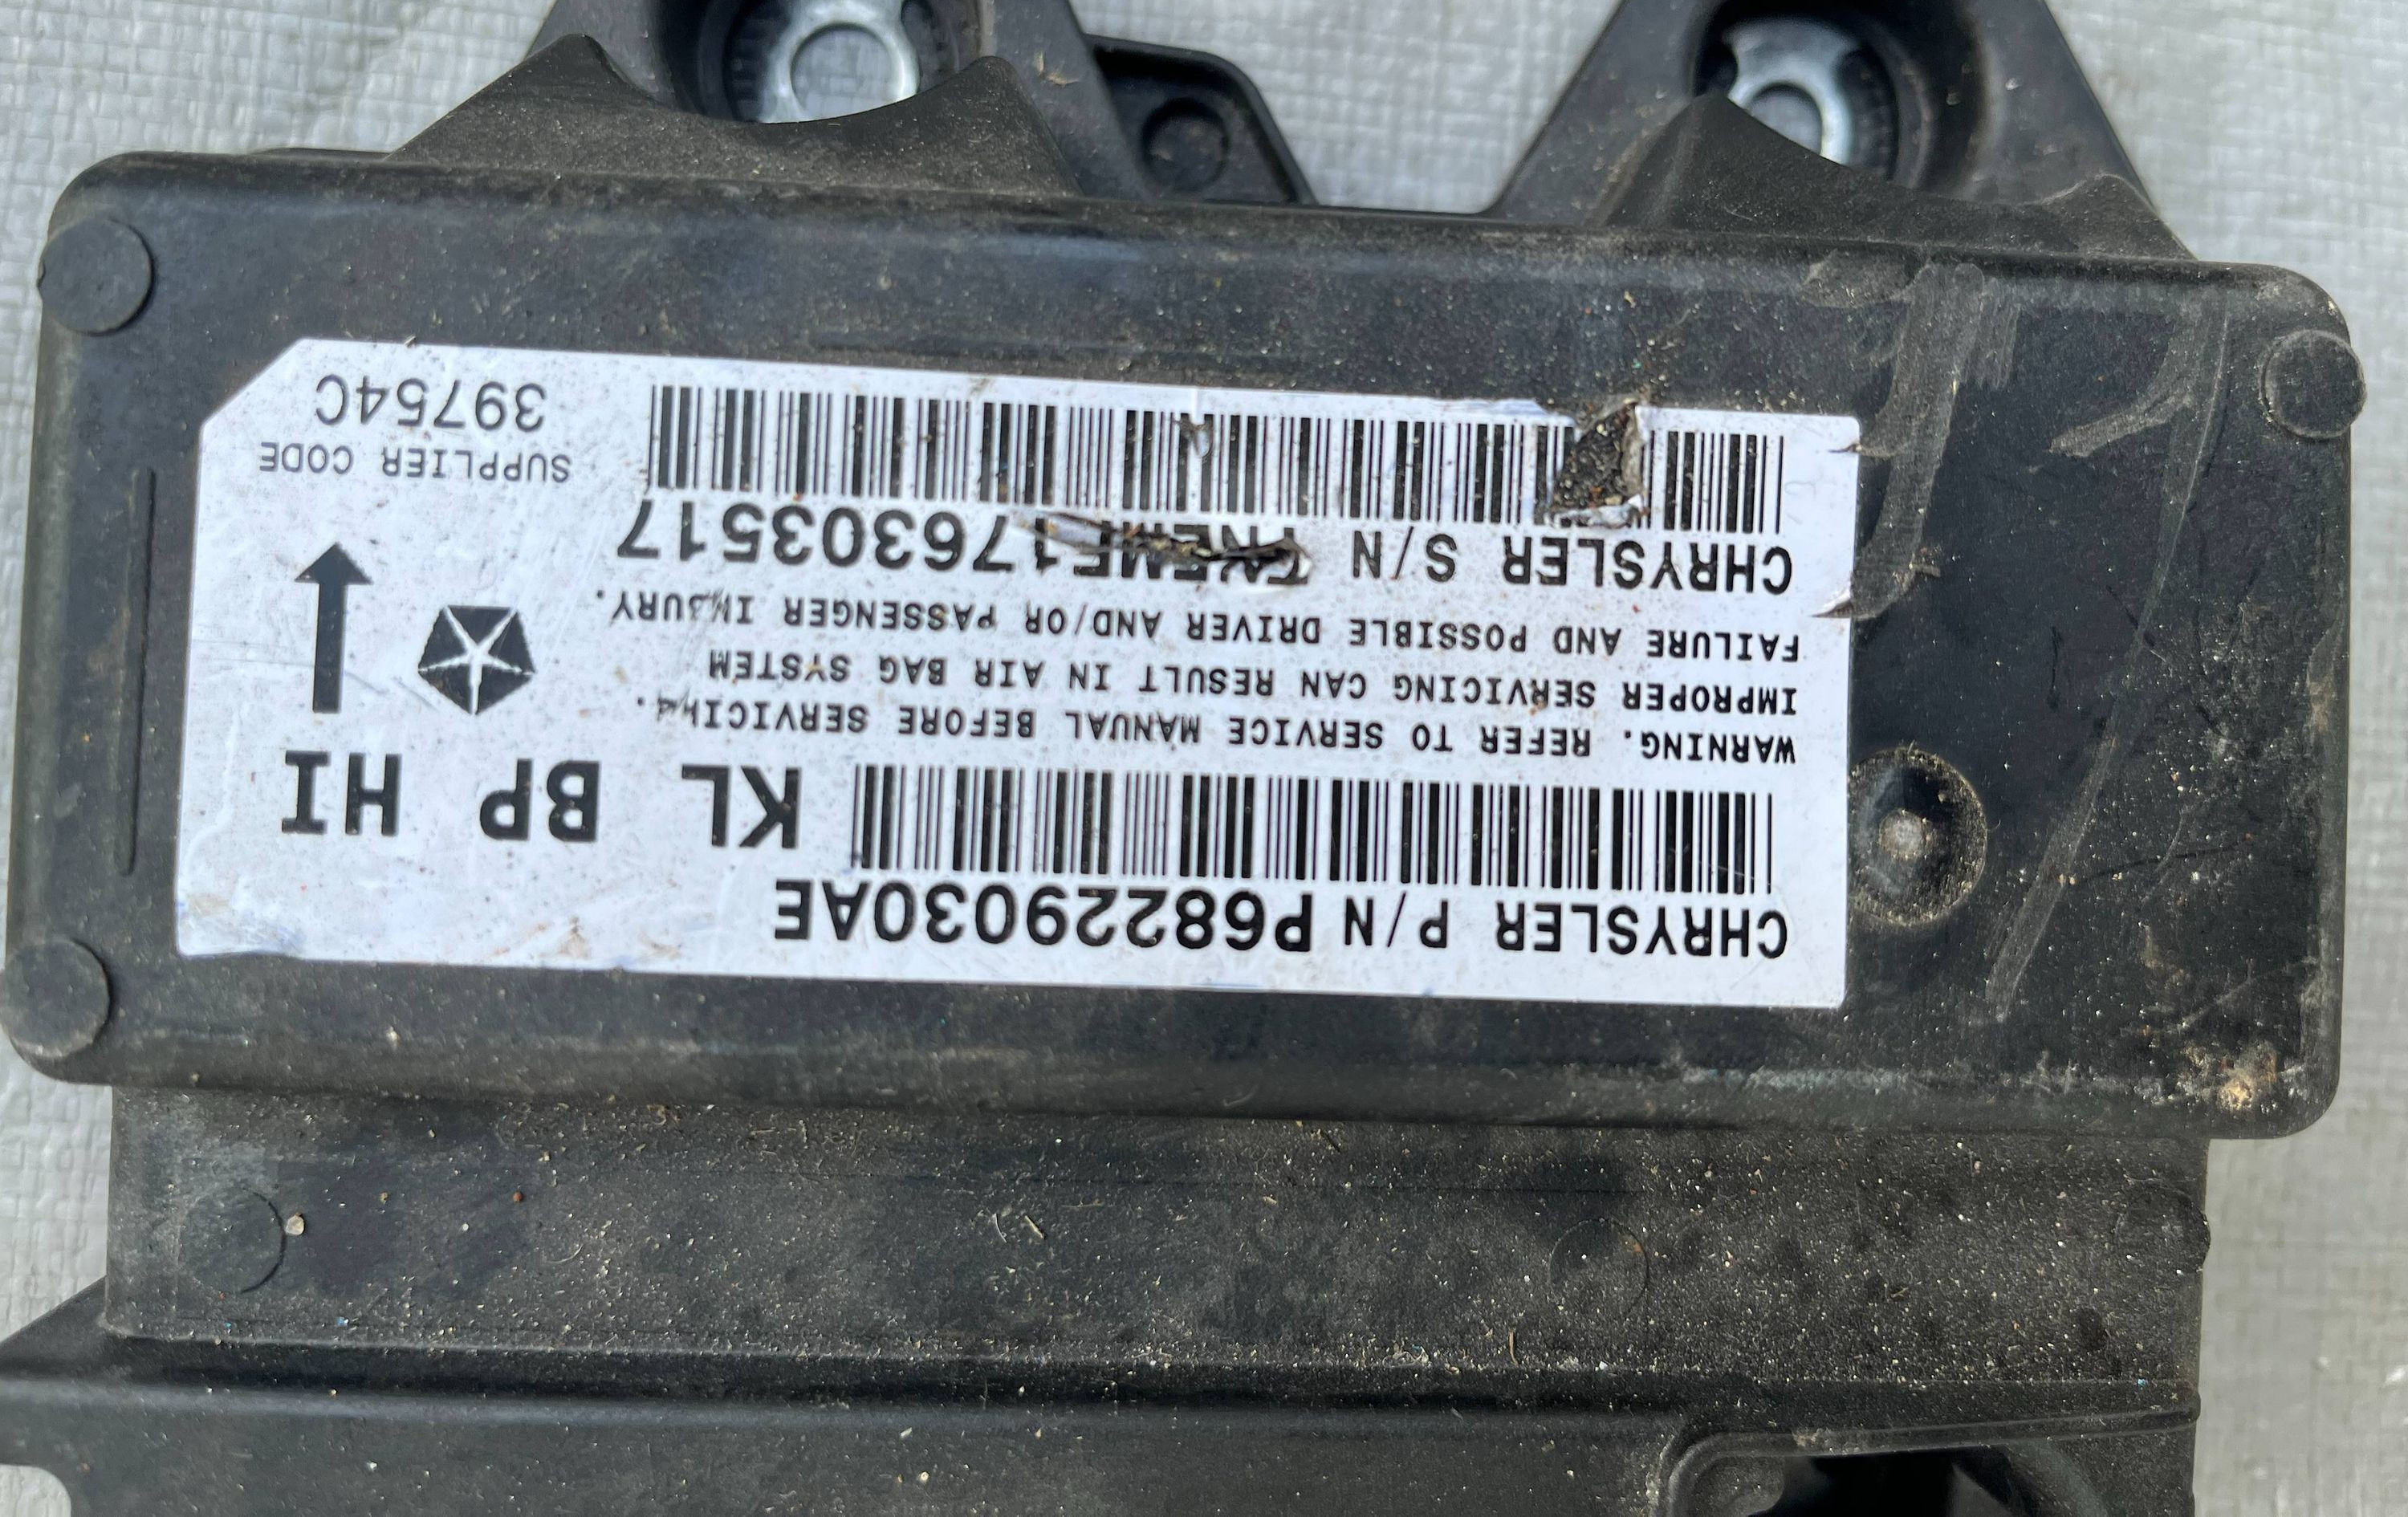 CHRYSLER P/N P68229030AE
KL BP HI
WARNING. REFER TO SERVICE MANUAL BEFORE SERVICING.
IMPROPER SERVICING CAN RESULT IN AIR BAG SYSTEM
FAILURE AND POSSIBLE DRIVER AND/OR PASSENGER INJURY.
CHRYSLER S/N
SUPPLIER CODE
39754C